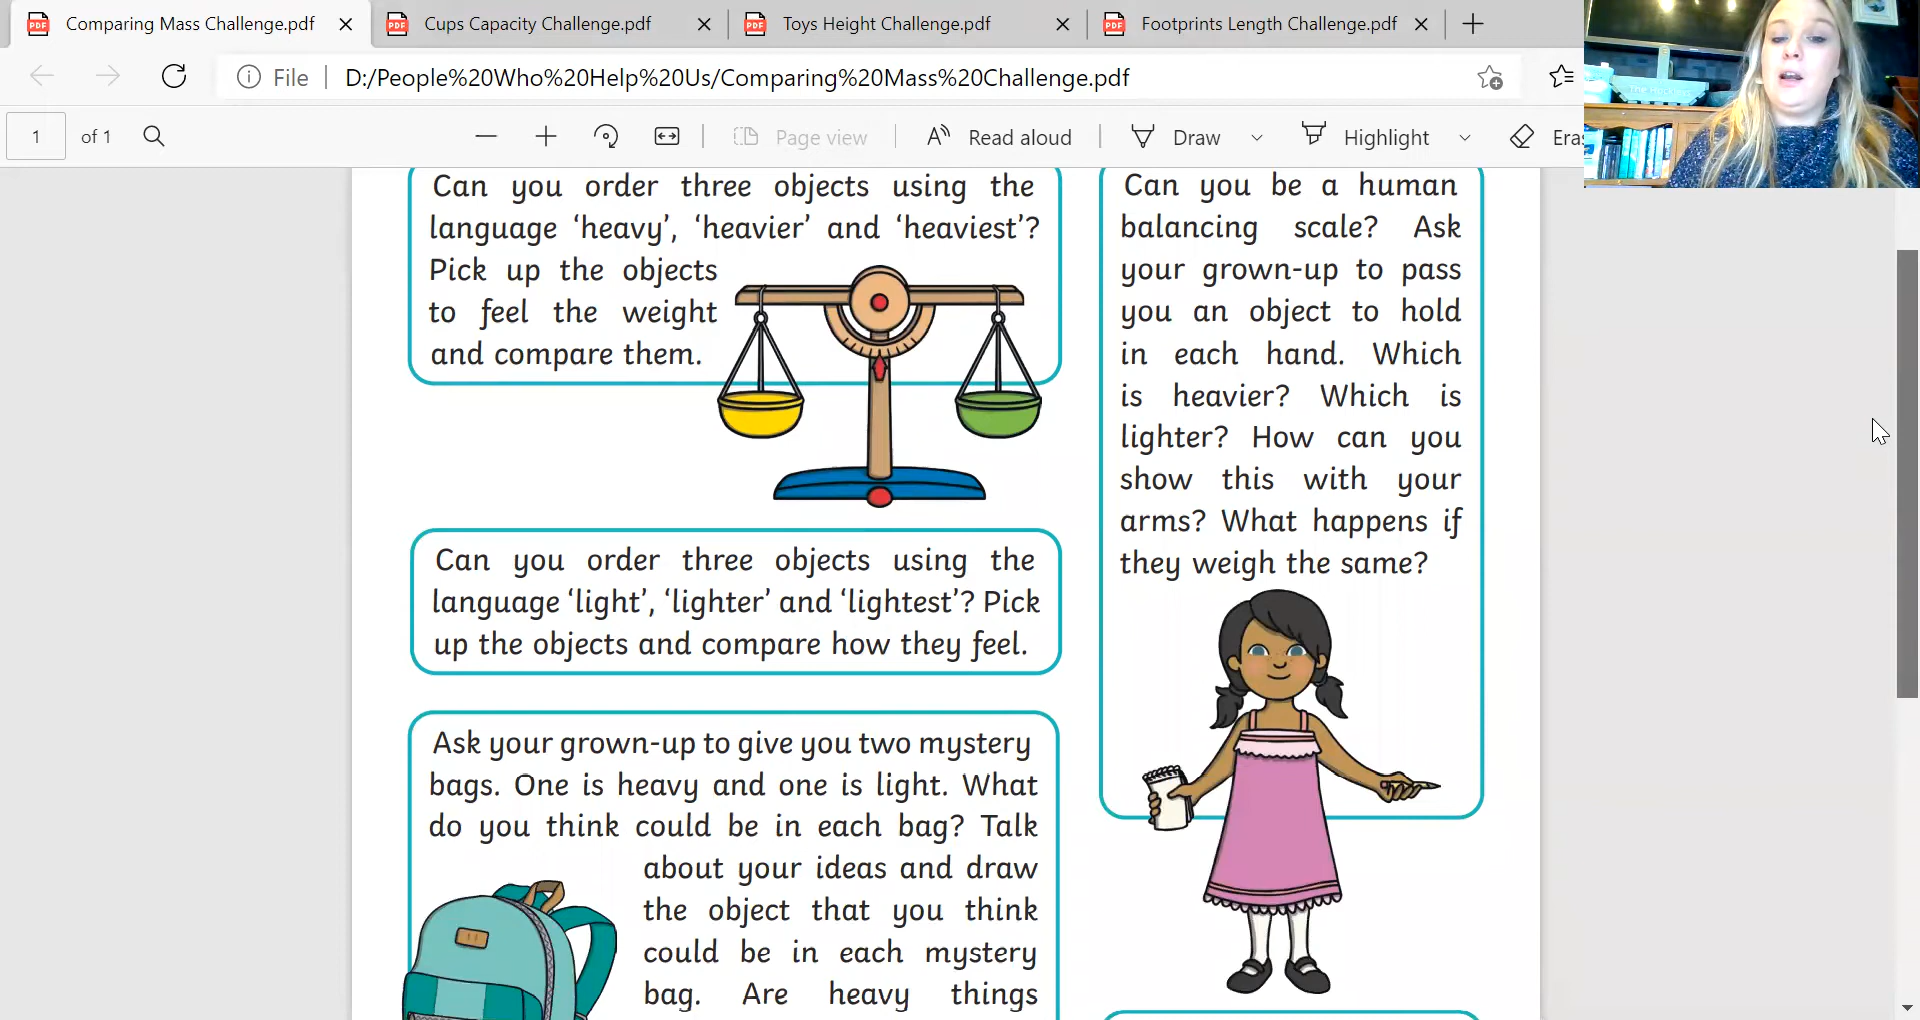 Comparing Mass Challenge.pdf
Cups Capacity Challenge.pdf
Toys Height Challenge.pdf
Footprints Length Challenge.pdf
File
D:/People%20Who%20Help%20Us/Comparing%20Mass%20Challenge.pdf
1 of 1
Page view
Read aloud
Draw
Highlight
Era
Can you order three objects using the
language ‘heavy’, ‘heavier’ and ‘heaviest’?
Pick up the objects
to feel the weight
and compare them.
Can you order three objects using the
language ‘light’, ‘lighter’ and ‘lightest’? Pick
up the objects and compare how they feel.
Ask your grown-up to give you two mystery
bags. One is heavy and one is light. What
do you think could be in each bag? Talk
about your ideas and draw
the object that you think
could be in each mystery
bag. Are heavy things
Can you be a human
balancing scale? Ask
your grown-up to pass
you an object to hold
in each hand. Which
is heavier? Which is
lighter? How can you
show this with your
arms? What happens if
they weigh the same?